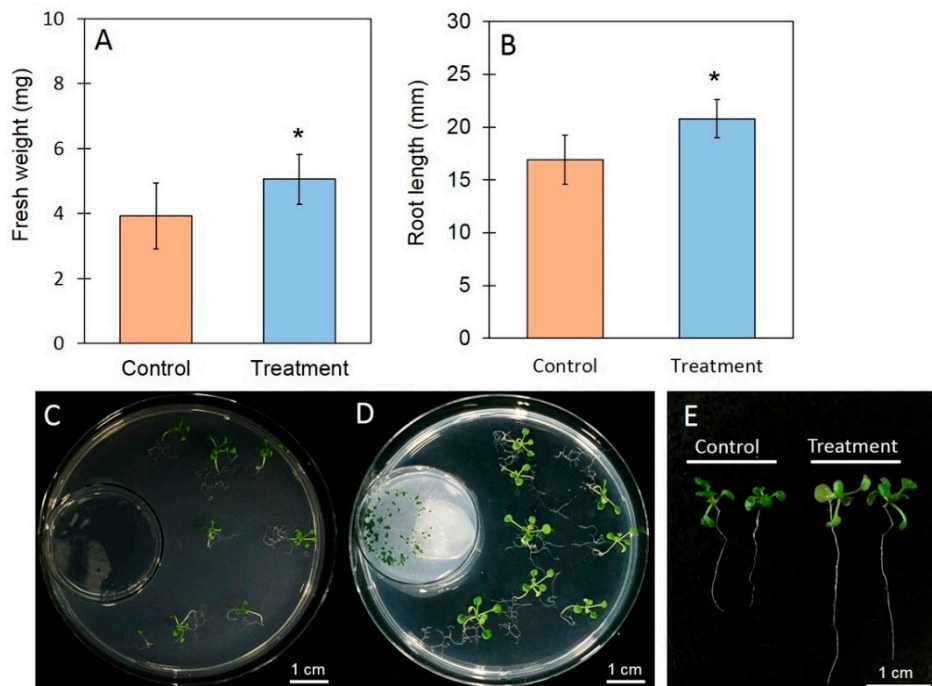 A
Fresh weight (mg)
10
8
6
4
2
0
*
Control
Treatment
B
Root length (mm)
30
25
20
15
10
5
0
*
Control
Treatment
C
1 cm
D
1 cm
E
Control
Treatment
1 cm